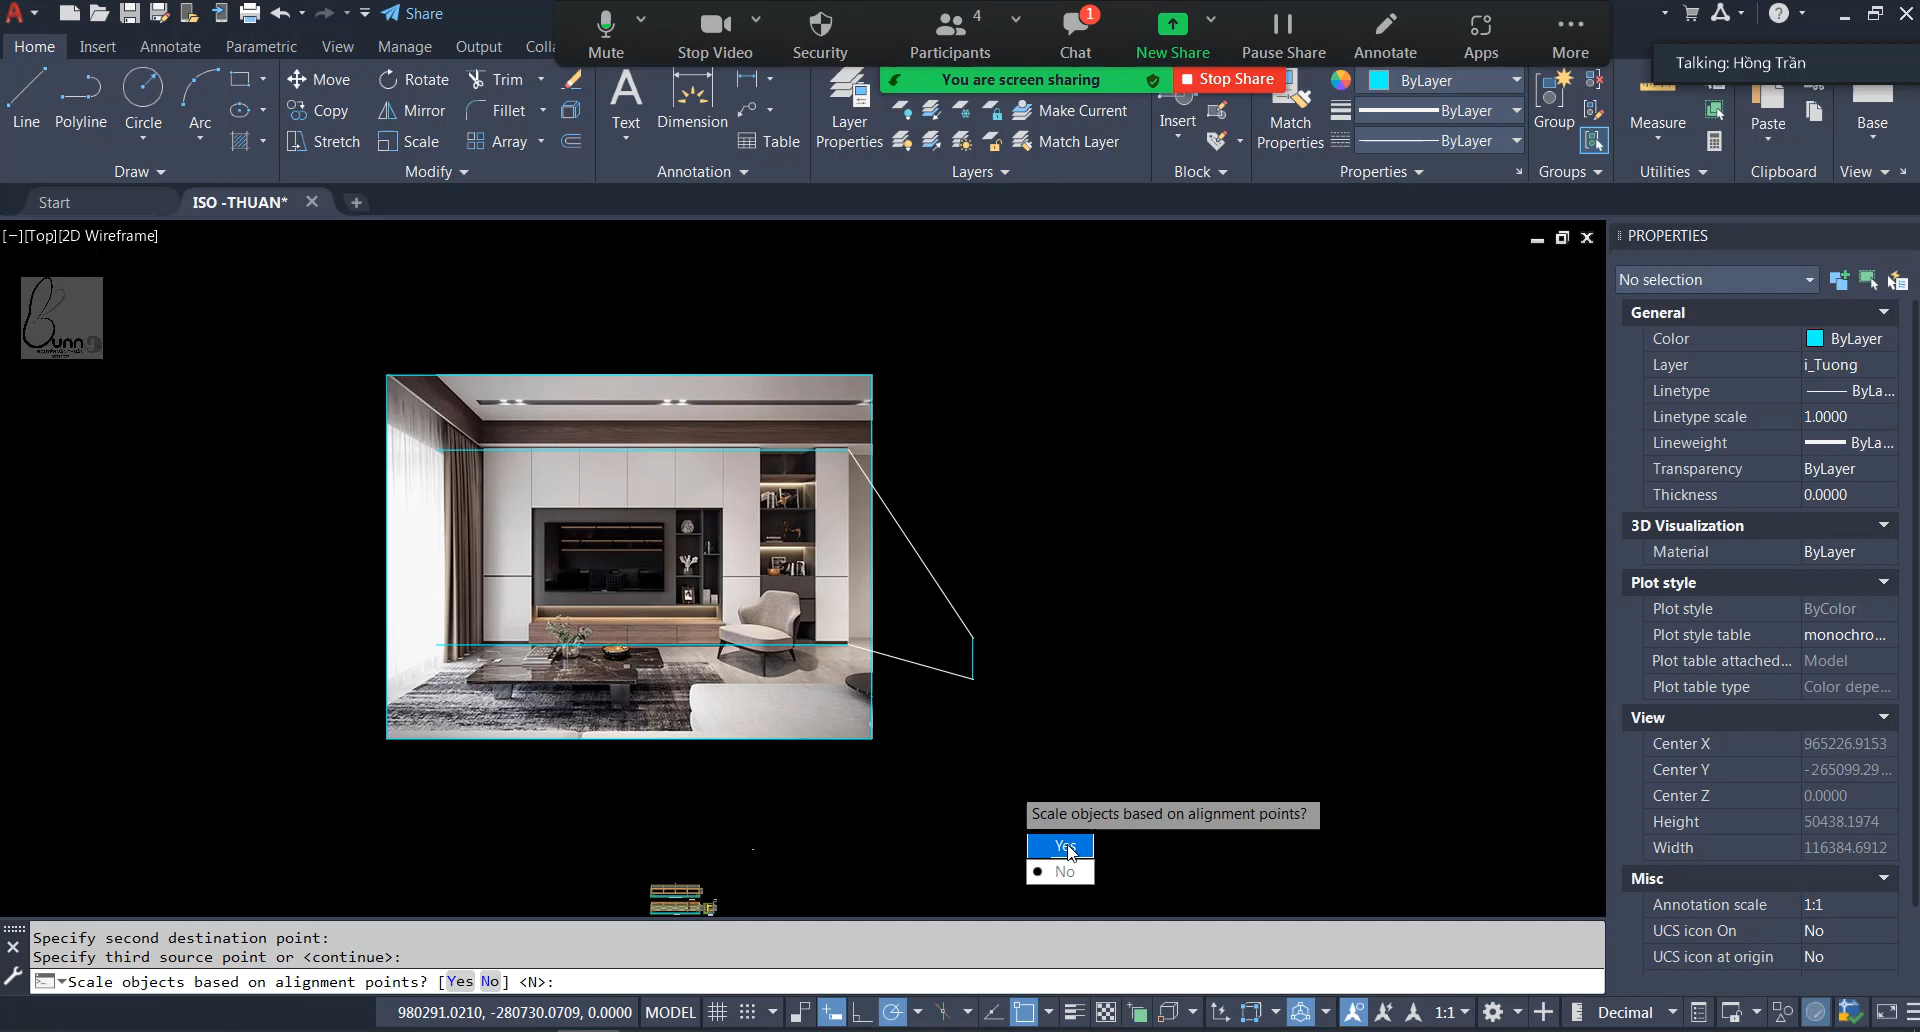 Share
Mute
Stop Video
Security
Participants
4
Chat
1
New Share
Pause Share
Annotate
Apps
More
Talking: Hồng Trần
You are screen sharing
Stop Share
Home
Insert
Annotate
Parametric
View
Manage
Output
Line
Polyline
Circle
Arc
Draw
Move
Rotate
Trim
Copy
Mirror
Fillet
Stretch
Scale
Array
Modify
Text
Dimension
Table
Annotation
Layer
Properties
Make Current
Match Layer
Layers
Insert
Block
Match
Properties
ByLayer
ByLayer
ByLayer
Properties
Group
Groups
Measure
Utilities
Paste
Clipboard
Base
View
Start
ISO -THUAN*
[−][Top][2D Wireframe]
Scale objects based on alignment points?
Yes
No
PROPERTIES
No selection
General
Color ByLayer
Layer i_Tuong
Linetype ByLa...
Linetype scale 1.0000
Lineweight ByLa...
Transparency ByLayer
Thickness 0.0000
3D Visualization
Material ByLayer
Plot style
Plot style ByColor
Plot style table monochro...
Plot table attached... Model
Plot table type Color depe...
View
Center X 965226.9153
Center Y -265099.29...
Center Z 0.0000
Height 50438.1974
Width 116384.6912
Misc
Annotation scale 1:1
UCS icon On No
UCS icon at origin No
Specify second destination point:
Specify third source point or <continue>:
Scale objects based on alignment points? [Yes No] <N>:
980291.0210, -280730.0709, 0.0000
MODEL
1:1
Decimal